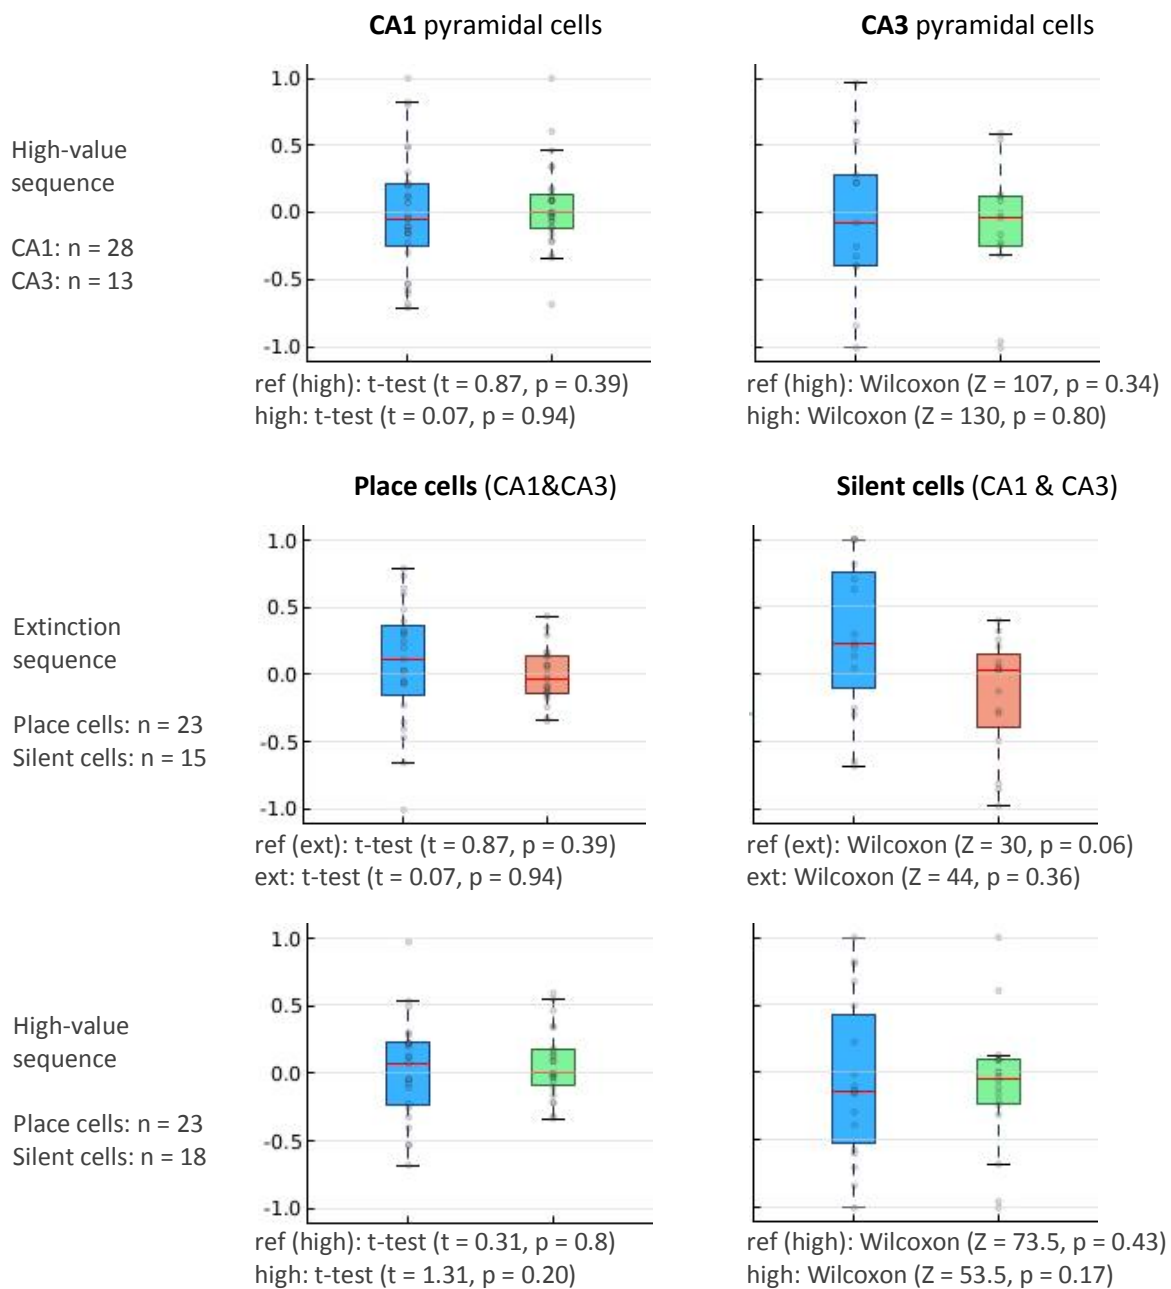 CA1 pyramidal cells
CA3 pyramidal cells
High-value
sequence
CA1: n = 28
CA3: n = 13
1.0
0.5
0.0
-0.5
-1.0
ref (high): t-test (t = 0.87, p = 0.39)
high: t-test (t = 0.07, p = 0.94)
ref (high): Wilcoxon (Z = 107, p = 0.34)
high: Wilcoxon (Z = 130, p = 0.80)
Place cells (CA1&CA3)
Silent cells (CA1 & CA3)
Extinction
sequence
Place cells: n = 23
Silent cells: n = 15
1.0
0.5
0.0
-0.5
-1.0
ref (ext): t-test (t = 0.87, p = 0.39)
ext: t-test (t = 0.07, p = 0.94)
ref (ext): Wilcoxon (Z = 30, p = 0.06)
ext: Wilcoxon (Z = 44, p = 0.36)
High-value
sequence
Place cells: n = 23
Silent cells: n = 18
1.0
0.5
0.0
-0.5
-1.0
ref (high): t-test (t = 0.31, p = 0.8)
high: t-test (t = 1.31, p = 0.20)
ref (high): Wilcoxon (Z = 73.5, p = 0.43)
high: Wilcoxon (Z = 53.5, p = 0.17)